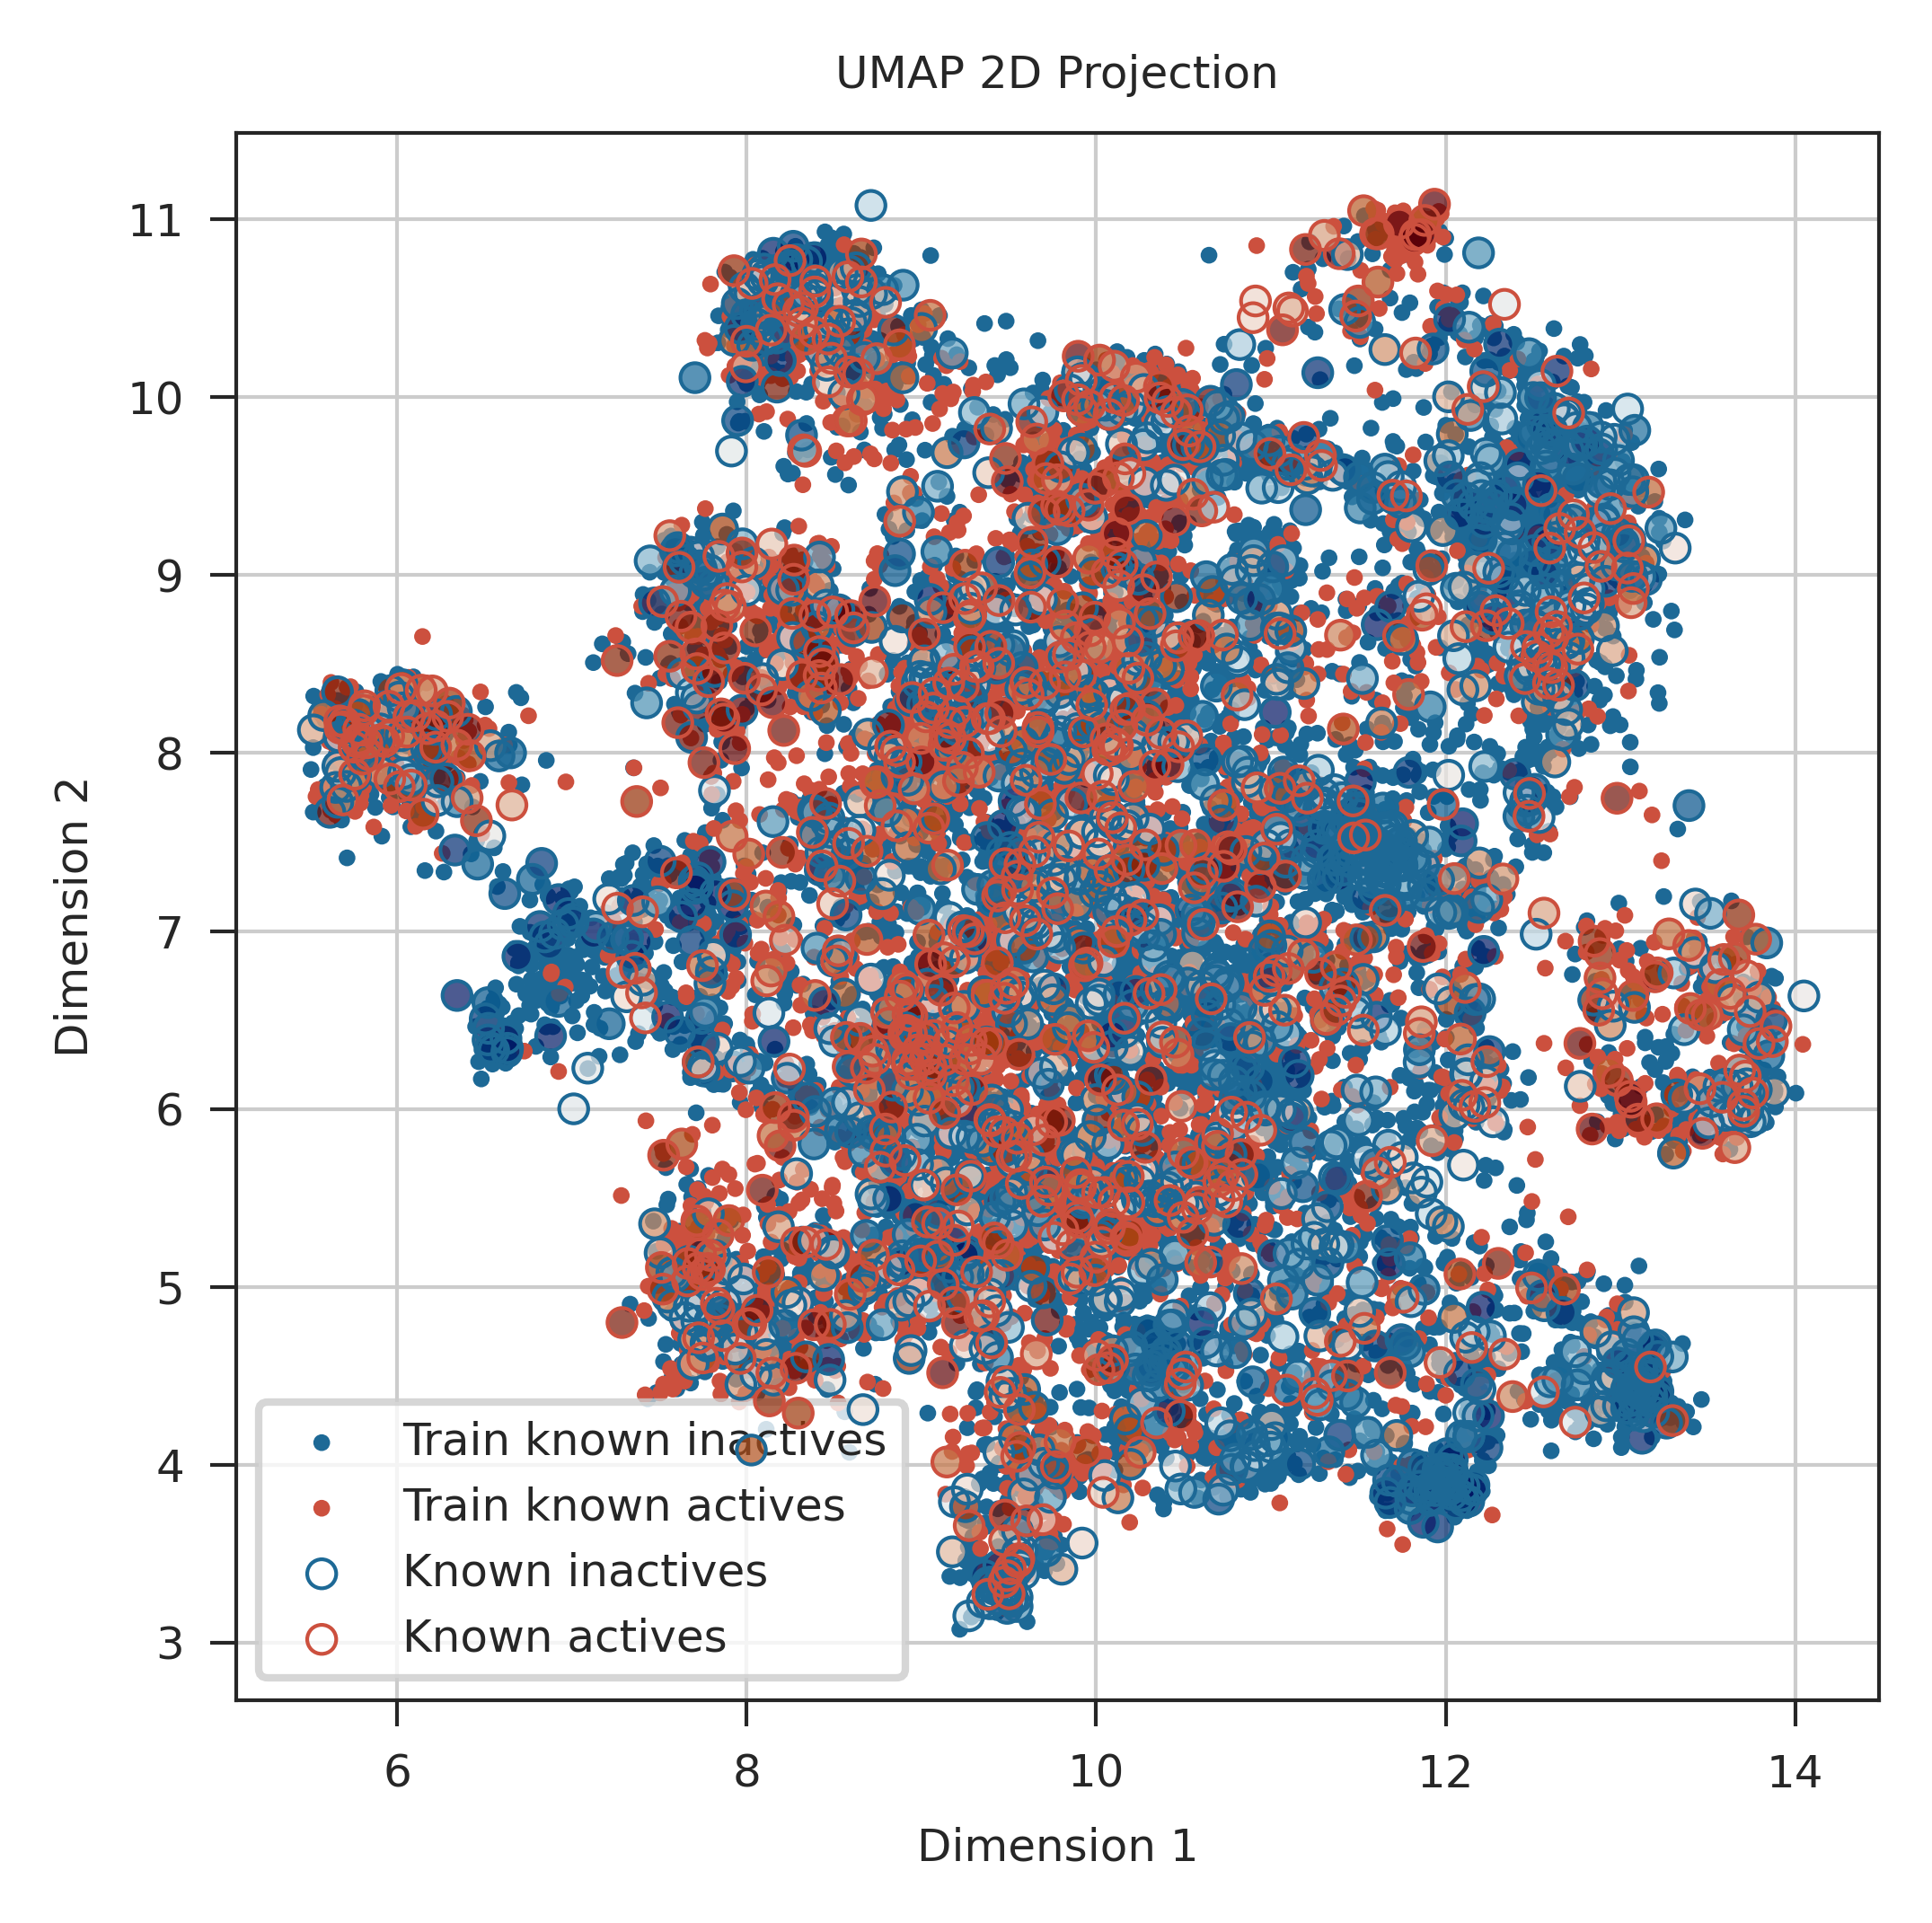 UMAP 2D Projection
11
10
9
8
7
6
5
4
3
Dimension 2
Train known inactives
Train known actives
Known inactives
Known actives
6 8 10 12 14
Dimension 1